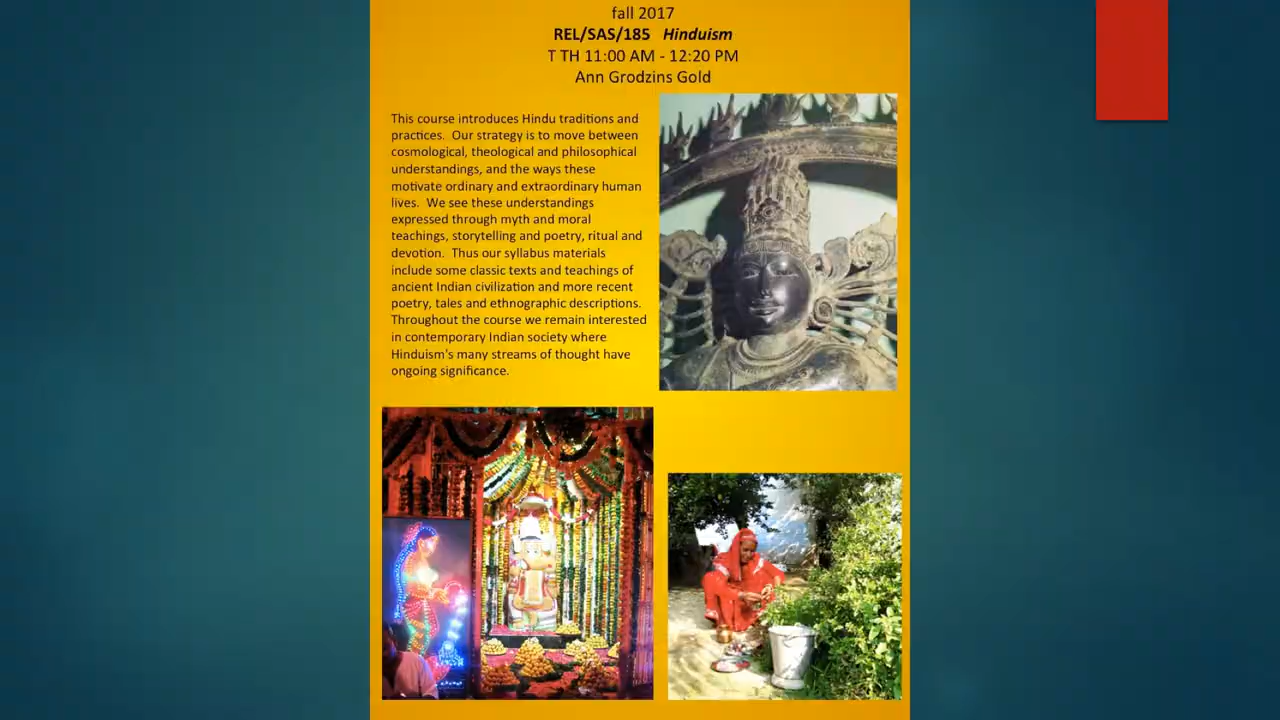 fall 2017
REL/SAS/185 Hinduism
T TH 11:00 AM - 12:20 PM
Ann Grodzins Gold
This course introduces Hindu traditions and
practices. Our strategy is to move between
cosmological, theological and philosophical
understandings, and the ways these
motivate ordinary and extraordinary human
lives. We see these understandings
expressed through myth and moral
teachings, storytelling and poetry, ritual and
devotion. Thus our syllabus materials
include some classic texts and teachings of
ancient Indian civilization and more recent
poetry, tales and ethnographic descriptions.
Throughout the course we remain interested
in contemporary Indian society where
Hinduism's many streams of thought have
ongoing significance.